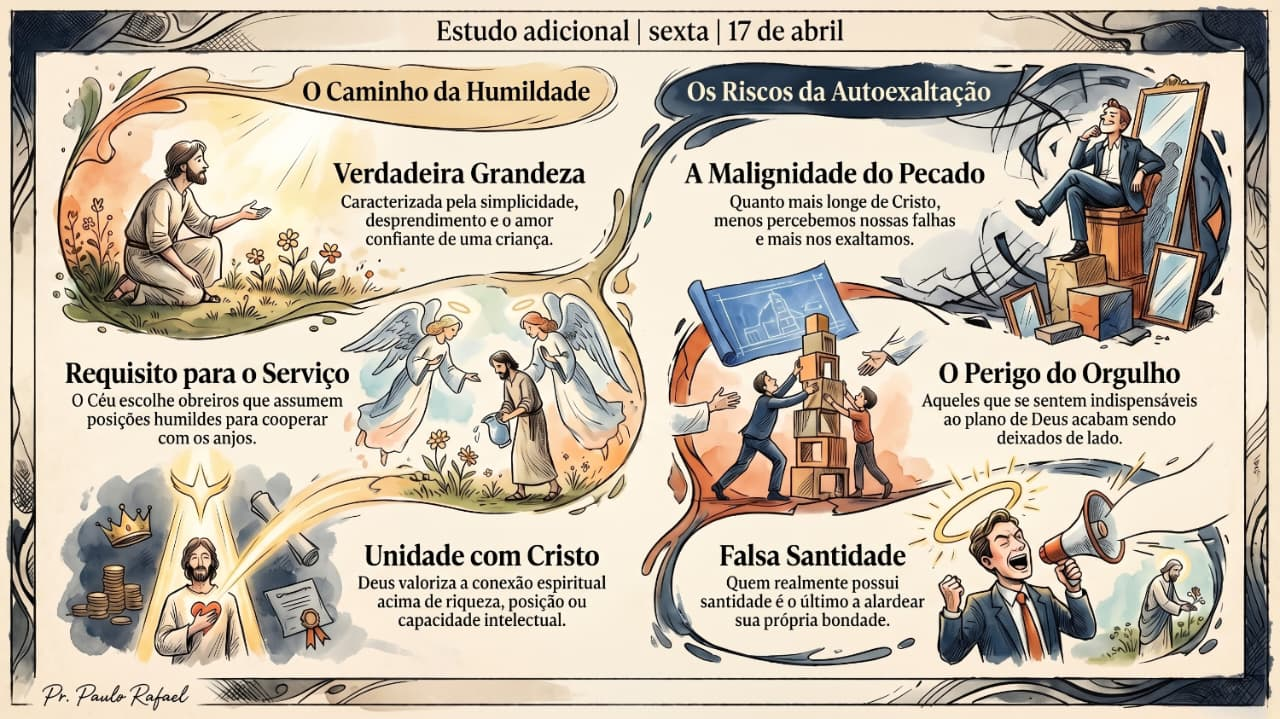 Estudo adicional | sexta | 17 de abril
O Caminho da Humildade
Verdadeira Grandeza
Caracterizada pela simplicidade,
desprendimento e o amor
confiante de uma criança.
Requisito para o Serviço
O Céu escolhe obreiros que assumem
posições humildes para cooperar
com os anjos.
Unidade com Cristo
Deus valoriza a conexão espiritual
acima de riqueza, posição ou
capacidade intelectual.
Os Riscos da Autoexaltação
A Malignidade do Pecado
Quanto mais longe de Cristo,
menos percebemos nossas falhas
e mais nos exaltamos.
O Perigo do Orgulho
Aqueles que se sentem indispensáveis
ao plano de Deus acabam sendo
deixados de lado.
Falsa Santidade
Quem realmente possui
santidade é o último a alardear
sua própria bondade.
Pr. Paulo Rafael